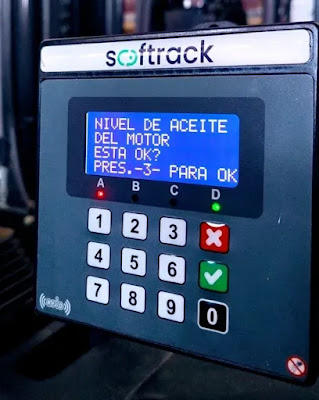 softrack
NIVEL DE ACEITE
DEL MOTOR
ESTA OK?
PRES.-3- PARA OK
A B C D
1 2 3
4 5 6
7 8 9 0